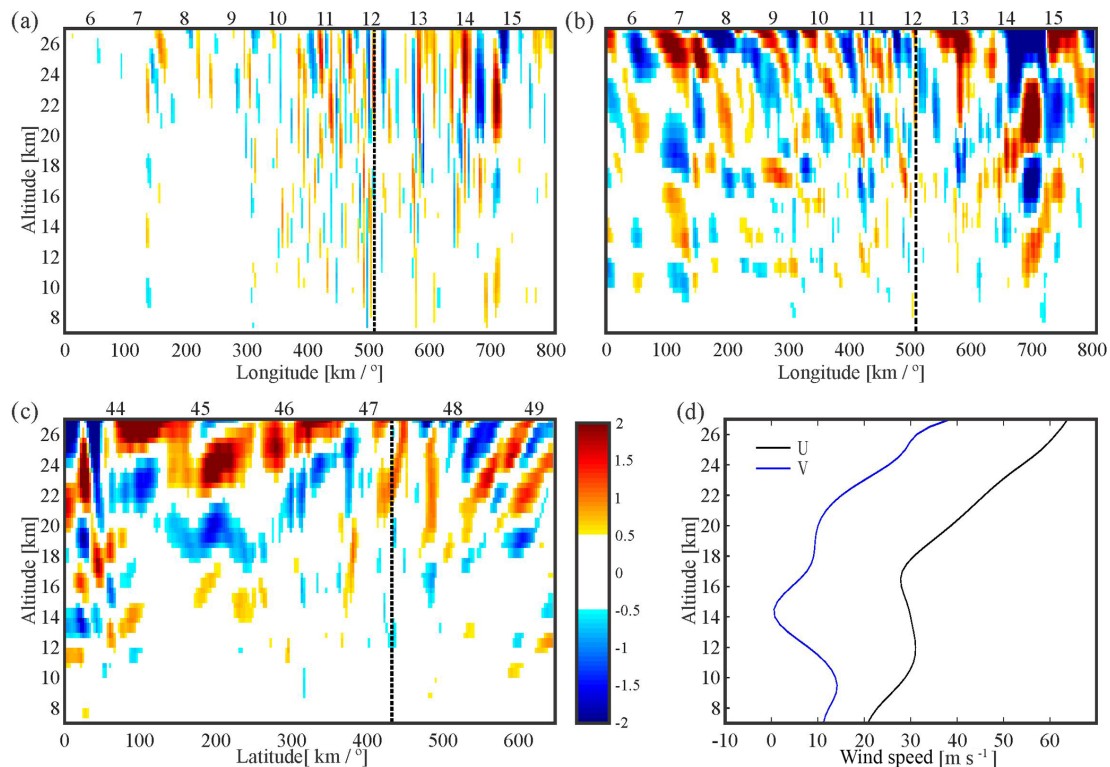 (a) 6 7 8 9 10 11 12 13 14 15
26
24
22
20
18
16
14
12
10
8
Altitude [km]
0 100 200 300 400 500 600 700 800
Longitude [km / °]
(b) 6 7 8 9 10 11 12 13 14 15
26
24
22
20
18
16
14
12
10
8
Altitude [km]
0 100 200 300 400 500 600 700 800
Longitude [km / °]
(c) 44 45 46 47 48 49
26
24
22
20
18
16
14
12
10
8
Altitude [km]
0 100 200 300 400 500 600
Latitude[ km / °]
2
1.5
1
0.5
0
-0.5
-1
-1.5
-2
(d)
U
V
26
24
22
20
18
16
14
12
10
8
Altitude [km]
-10 0 10 20 30 40 50 60
Wind speed [m s -1]